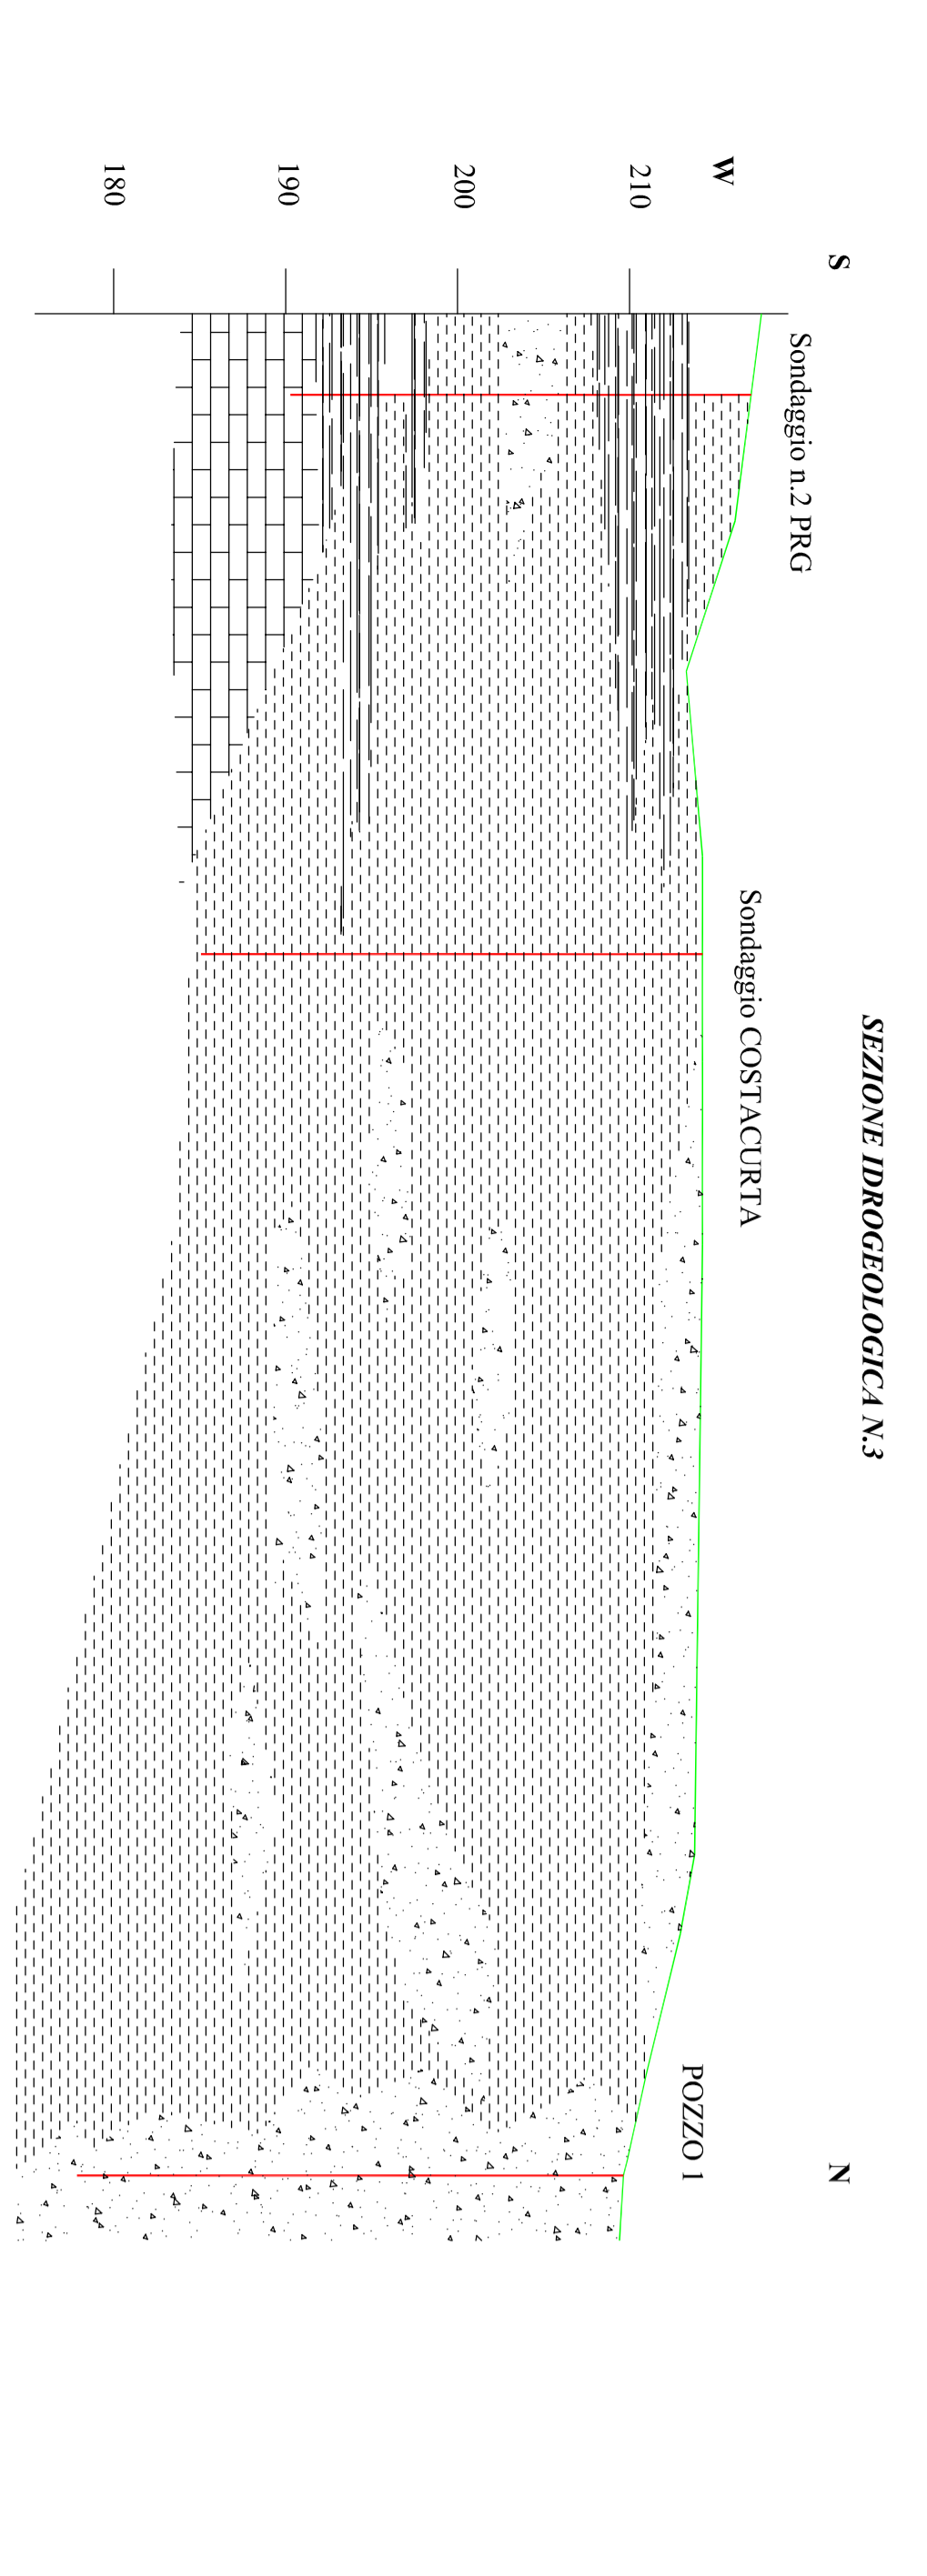 SEZIONE IDROGEOLOGICA N.3
S
N
W
Sondaggio n.2 PRG
Sondaggio COSTACURTA
POZZO 1
210
200
190
180